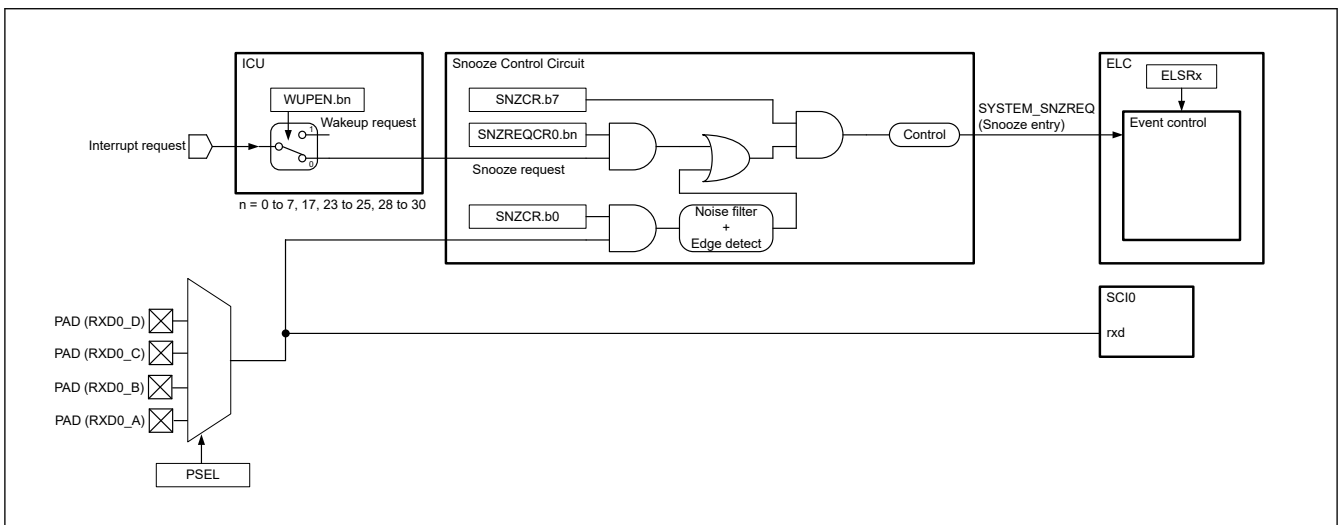 ICU
WUPEN.bn
1
Wakeup request
Interrupt request
0
n = 0 to 7, 17, 23 to 25, 28 to 30
Snooze Control Circuit
SNZCR.b7
SNZREQCR0.bn
Snooze request
SNZCR.b0
Noise filter
+
Edge detect
Control
SYSTEM_SNZREQ
(Snooze entry)
ELC
ELSRx
Event control
SCI0
rxd
PAD (RXD0_D)
PAD (RXD0_C)
PAD (RXD0_B)
PAD (RXD0_A)
PSEL